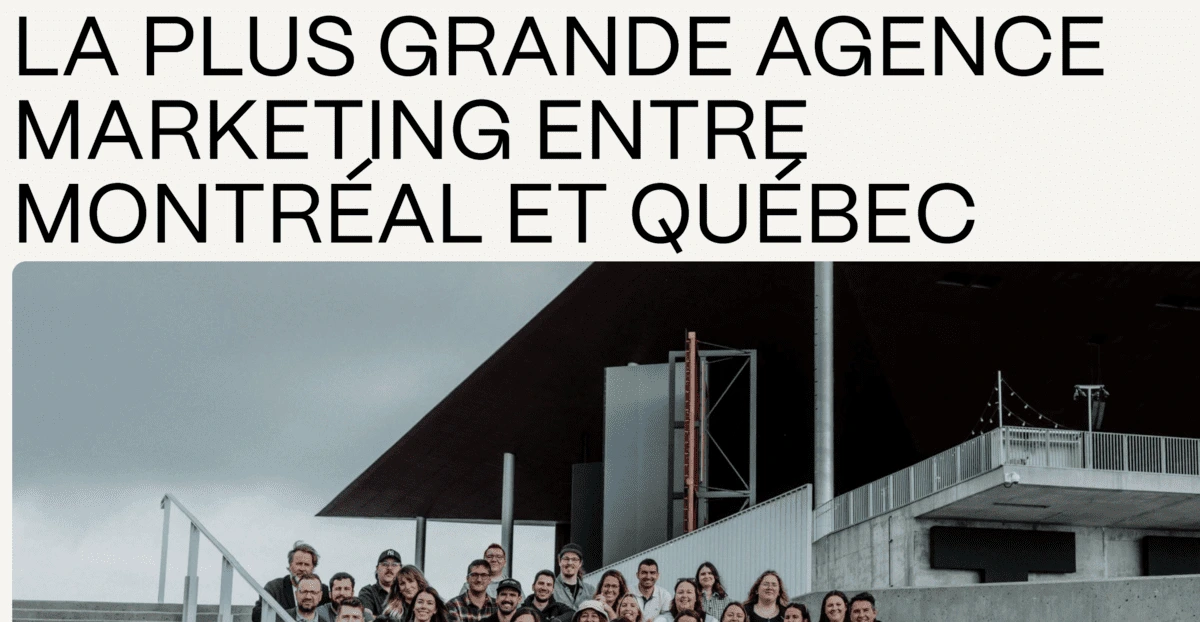 LA PLUS GRANDE AGENCE
MARKETING ENTRE
MONTRÉAL ET QUÉBEC